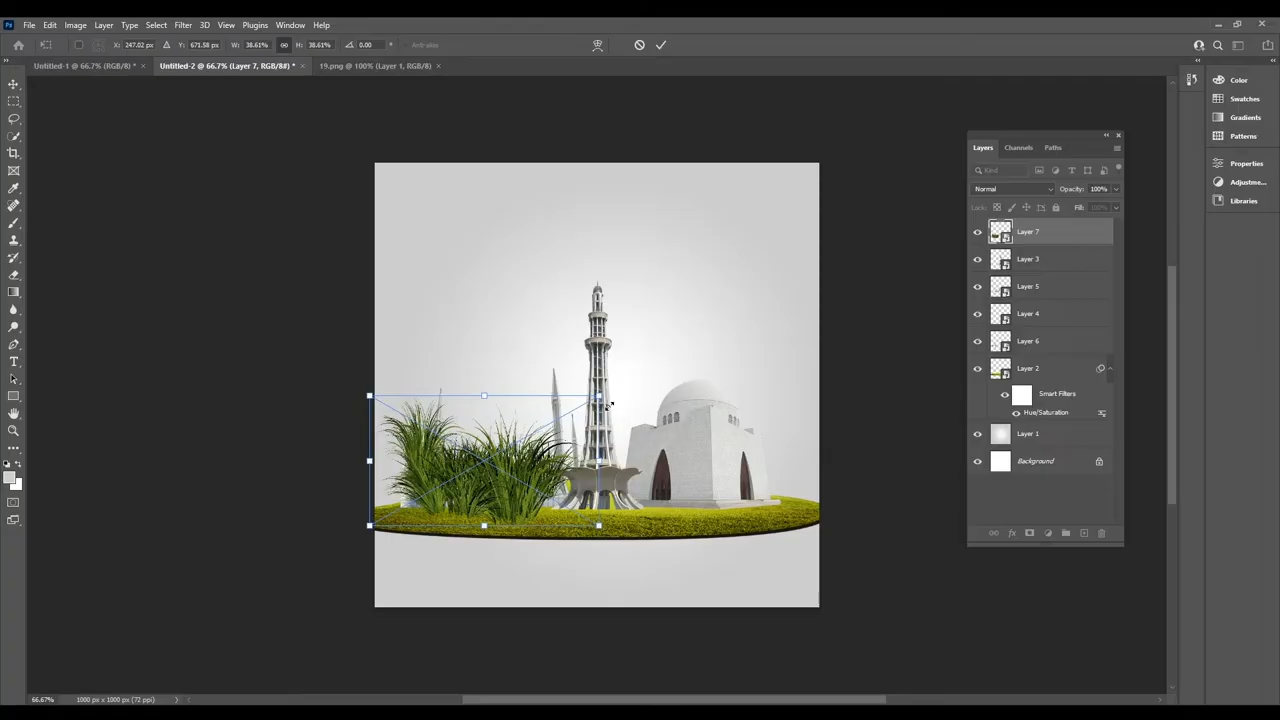 Ps File Edit Image Layer Type Select Filter 3D View Plugins Window Help
X: 247.02 px Y: 671.58 px W: 38.61% H: 38.61% 0.00 ° Anti-alias
Untitled-1 @ 66.7% (RGB/8) * × Untitled-2 @ 66.7% (Layer 7, RGB/8#) * × 19.png @ 100% (Layer 1, RGB/8#) ×
Color
Swatches
Gradients
Patterns
Properties
Adjustme...
Libraries
Layers Channels Paths
Kind
Normal Opacity: 100%
Lock: Fill: 100%
Layer 7
Layer 3
Layer 5
Layer 4
Layer 6
Layer 2
Smart Filters
Hue/Saturation
Layer 1
Background
fx
66.67% 1000 px x 1000 px (72 ppi)